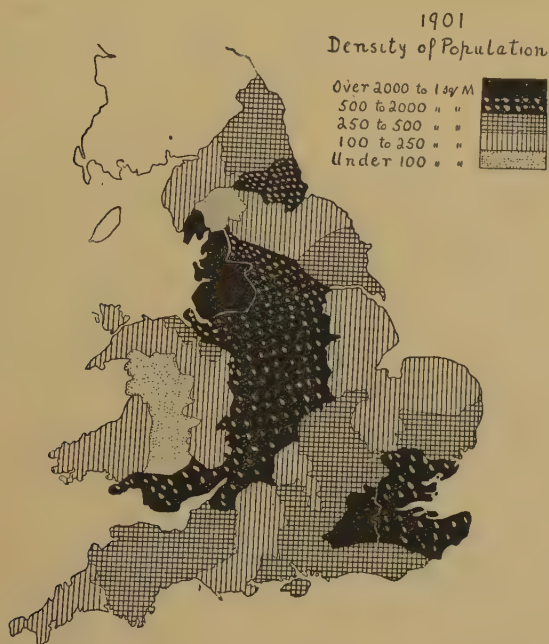 1901
Density of Population
Over 2000 to 1 sq M
500 to 2000 " "
250 to 500 " "
100 to 250 " "
Under 100 " "